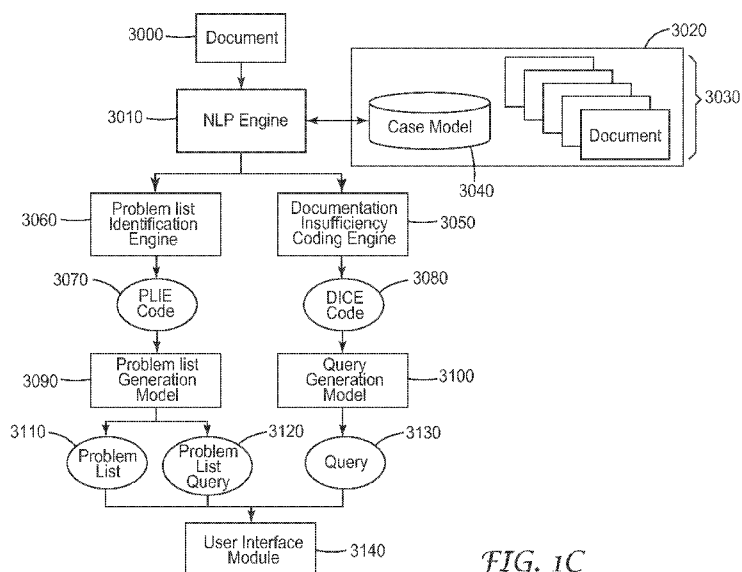 3000
Document
3010
NLP Engine
Case Model
3040
Document
3020
3030
3060
Problem list
Identification
Engine
Documentation
Insufficiency
Coding Engine
3050
3070
PLIE
Code
DICE
Code
3080
3090
Problem list
Generation
Model
Query
Generation
Model
3100
3110
Problem
List
3120
Problem
List
Query
3130
Query
User Interface
Module
3140
FIG. 1C